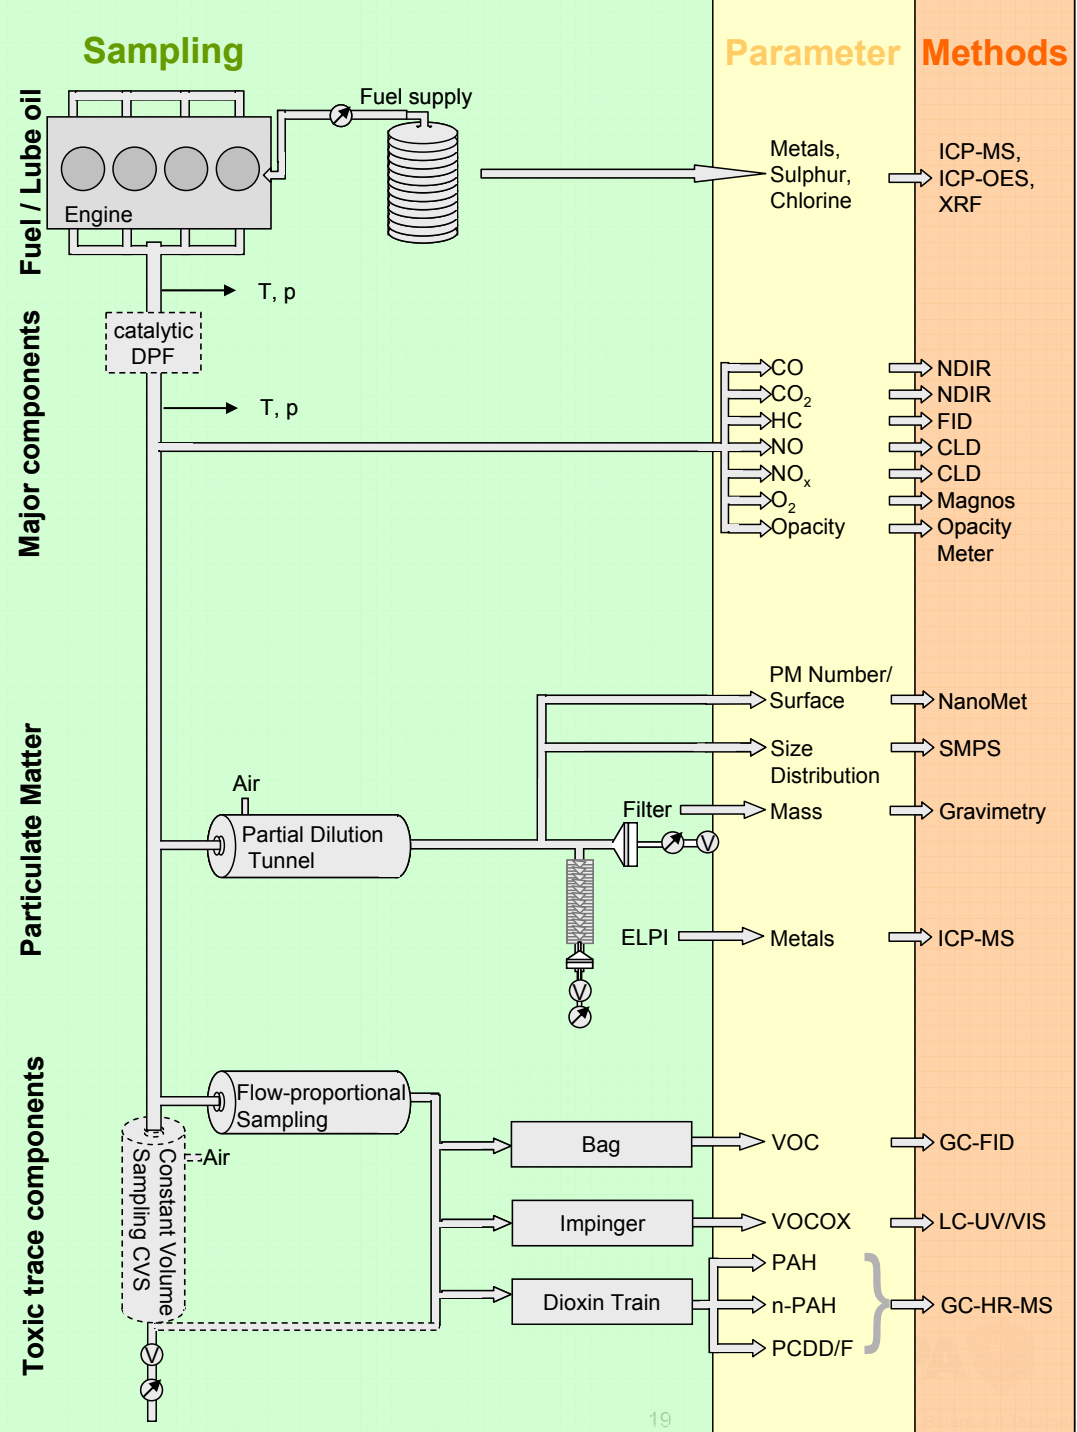 Sampling
Parameter
Methods
Fuel / Lube oil
Fuel supply
Engine
Metals,
Sulphur,
Chlorine
ICP-MS,
ICP-OES,
XRF
T, p
catalytic
DPF
T, p
Major components
CO
NDIR
CO2
NDIR
HC
FID
NO
CLD
NOx
CLD
O2
Magnos
Opacity
Opacity
Meter
Particulate Matter
PM Number/
Surface
NanoMet
Size
Distribution
SMPS
Air
Partial Dilution
Tunnel
Filter
V
Mass
Gravimetry
ELPI
Metals
ICP-MS
V
Toxic trace components
Flow-proportional
Sampling
Constant Volume
Sampling CVS
Air
V
Bag
VOC
GC-FID
Impinger
VOCOX
LC-UV/VIS
Dioxin Train
PAH
n-PAH
PCDD/F
GC-HR-MS
19